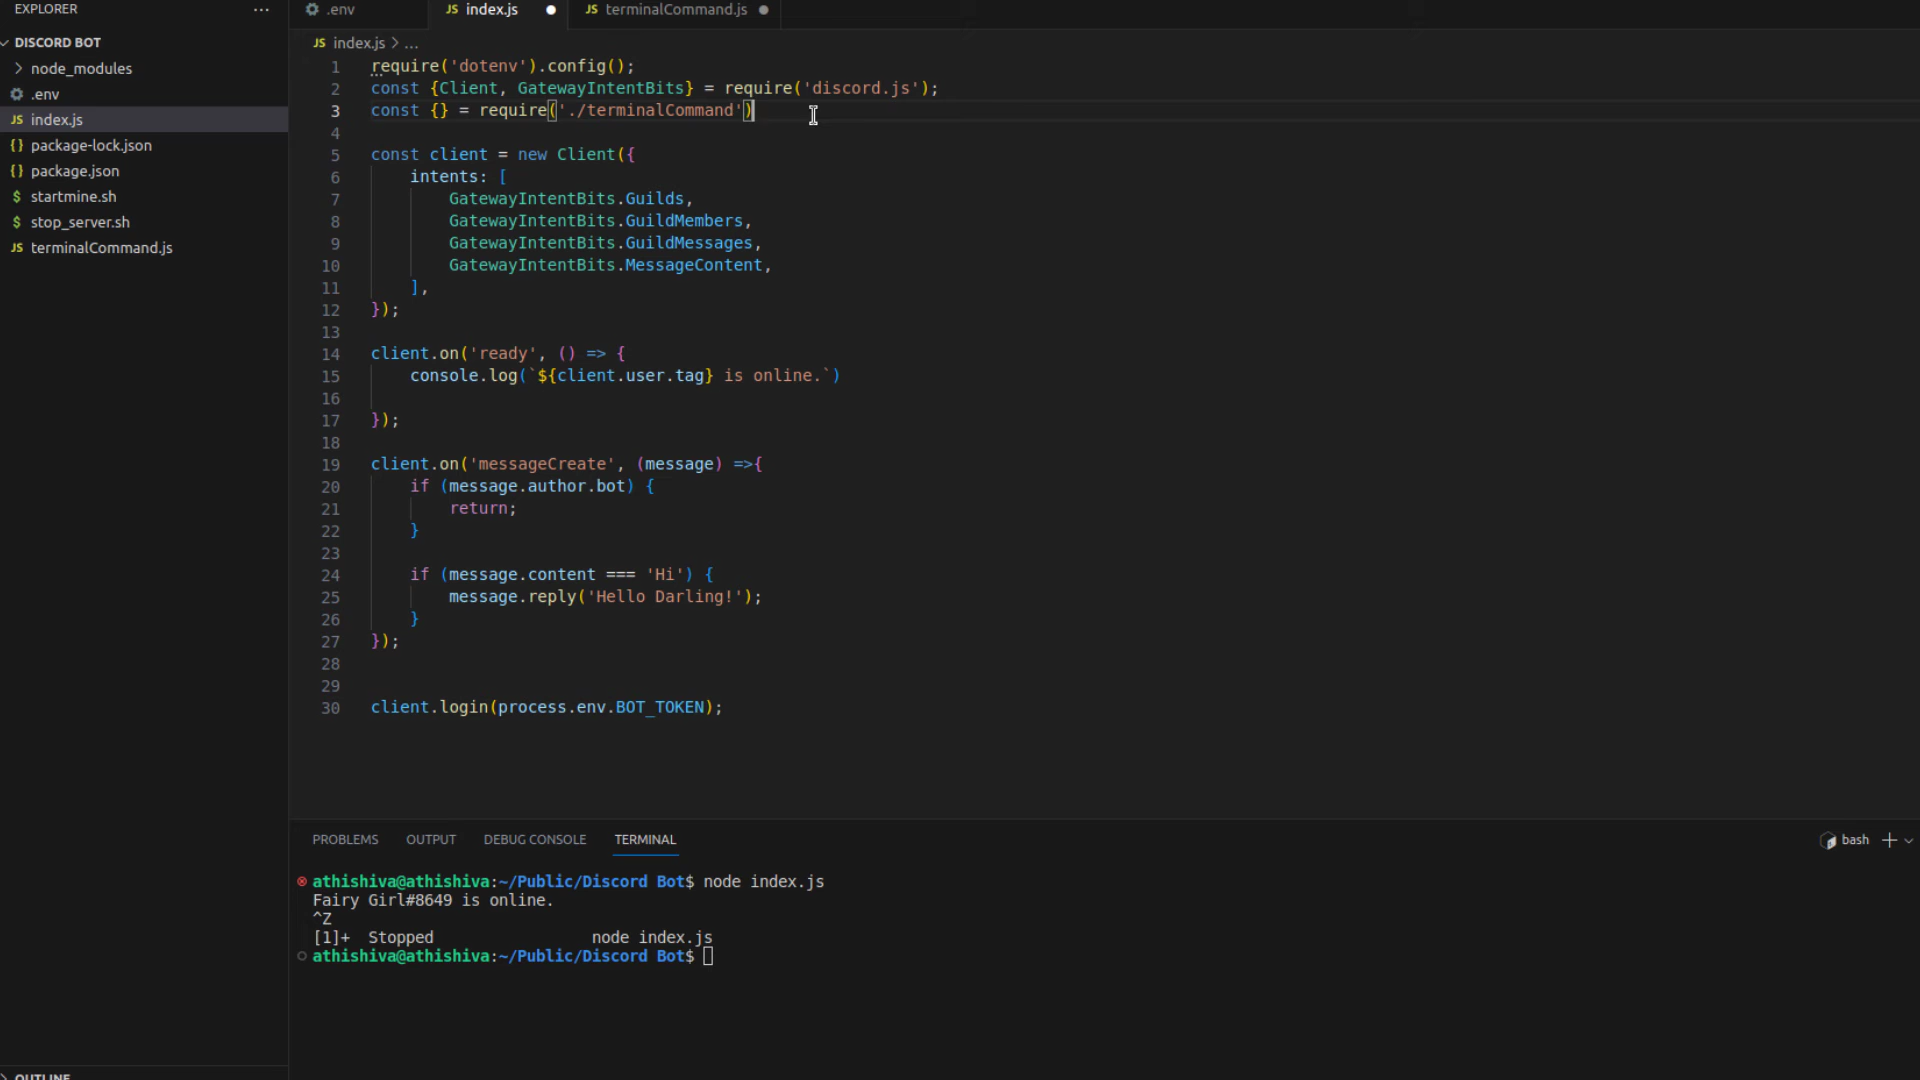 EXPLORER
DISCORD BOT
node_modules
.env
JS index.js
{} package-lock.json
{} package.json
$ startmine.sh
$ stop_server.sh
JS terminalCommand.js
OUTLINE
.env
JS index.js
JS terminalCommand.js
JS index.js > ...
1 require('dotenv').config();
2 const {Client, GatewayIntentBits} = require('discord.js');
3 const {} = require('./terminalCommand')
4
5 const client = new Client({
6 intents: [
7 GatewayIntentBits.Guilds,
8 GatewayIntentBits.GuildMembers,
9 GatewayIntentBits.GuildMessages,
10 GatewayIntentBits.MessageContent,
11 ],
12 });
13
14 client.on('ready', () => {
15 console.log(`${client.user.tag} is online.`)
16
17 });
18
19 client.on('messageCreate', (message) =>{
20 if (message.author.bot) {
21 return;
22 }
23
24 if (message.content === 'Hi') {
25 message.reply('Hello Darling!');
26 }
27 });
28
29
30 client.login(process.env.BOT_TOKEN);
PROBLEMS OUTPUT DEBUG CONSOLE TERMINAL
bash
athishiva@athishiva:~/Public/Discord Bot$ node index.js
Fairy Girl#8649 is online.
^Z
[1]+ Stopped node index.js
athishiva@athishiva:~/Public/Discord Bot$